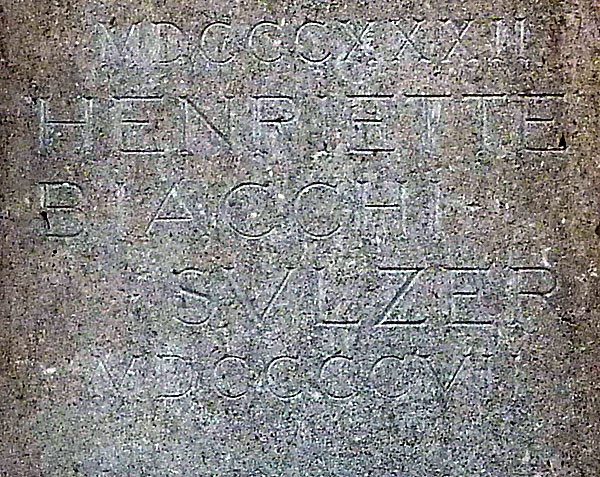 MDCCCXXXII
HENRIETTE
BIACCHI-
SVLZER
MDCCCCVII